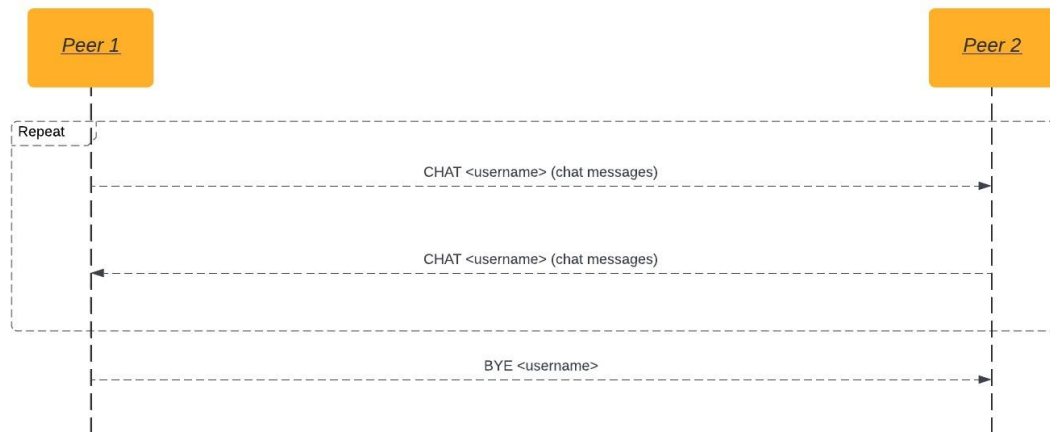 Peer 1
Peer 2
Repeat
CHAT <username> (chat messages)
CHAT <username> (chat messages)
BYE <username>